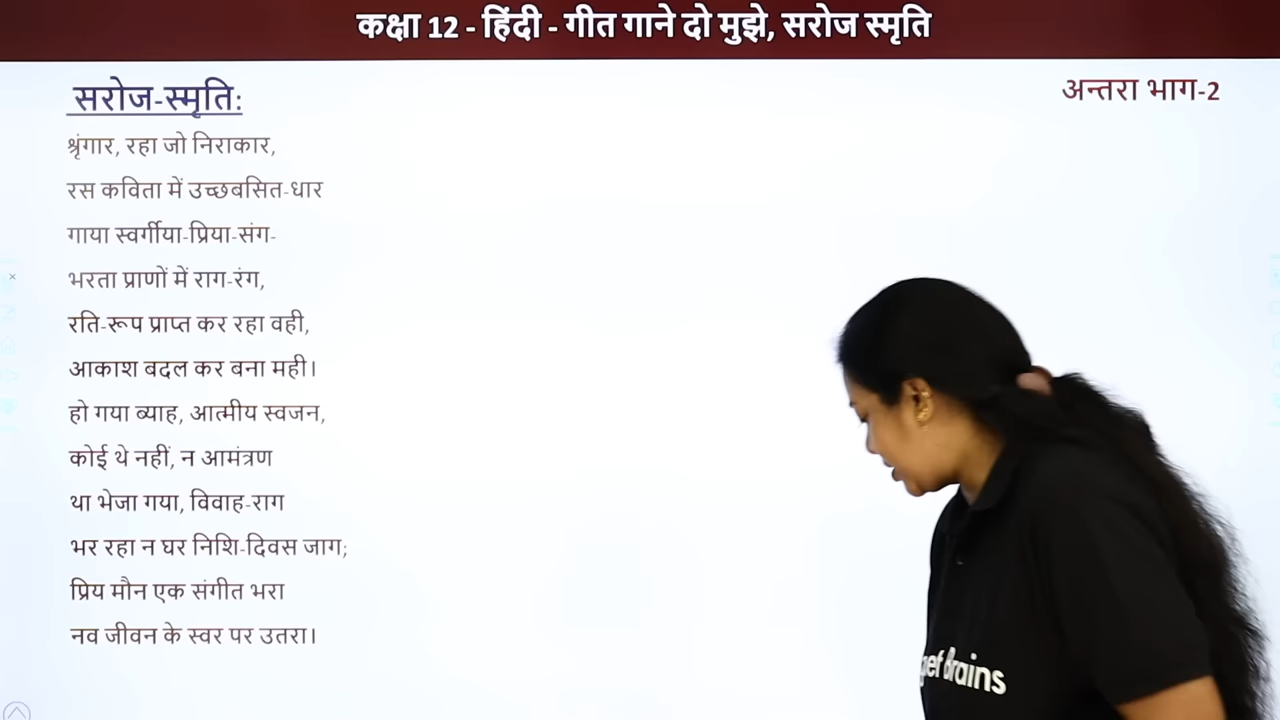 कक्षा 12 - हिंदी - गीत गाने दो मुझे, सरोज स्मृति
सरोज-स्मृति:
अन्तरा भाग-2
श्रृंगार, रहा जो निराकार,
रस कविता में उच्छबसित-धार
गाया स्वर्गीया-प्रिया-संग-
भरता प्राणों में राग-रंग,
रति-रूप प्राप्त कर रहा वही,
आकाश बदल कर बना मही।
हो गया ब्याह, आत्मीय स्वजन,
कोई थे नहीं, न आमंत्रण
था भेजा गया, विवाह-राग
भर रहा न घर निशि-दिवस जाग;
प्रिय मौन एक संगीत भरा
नव जीवन के स्वर पर उतरा।
Brains